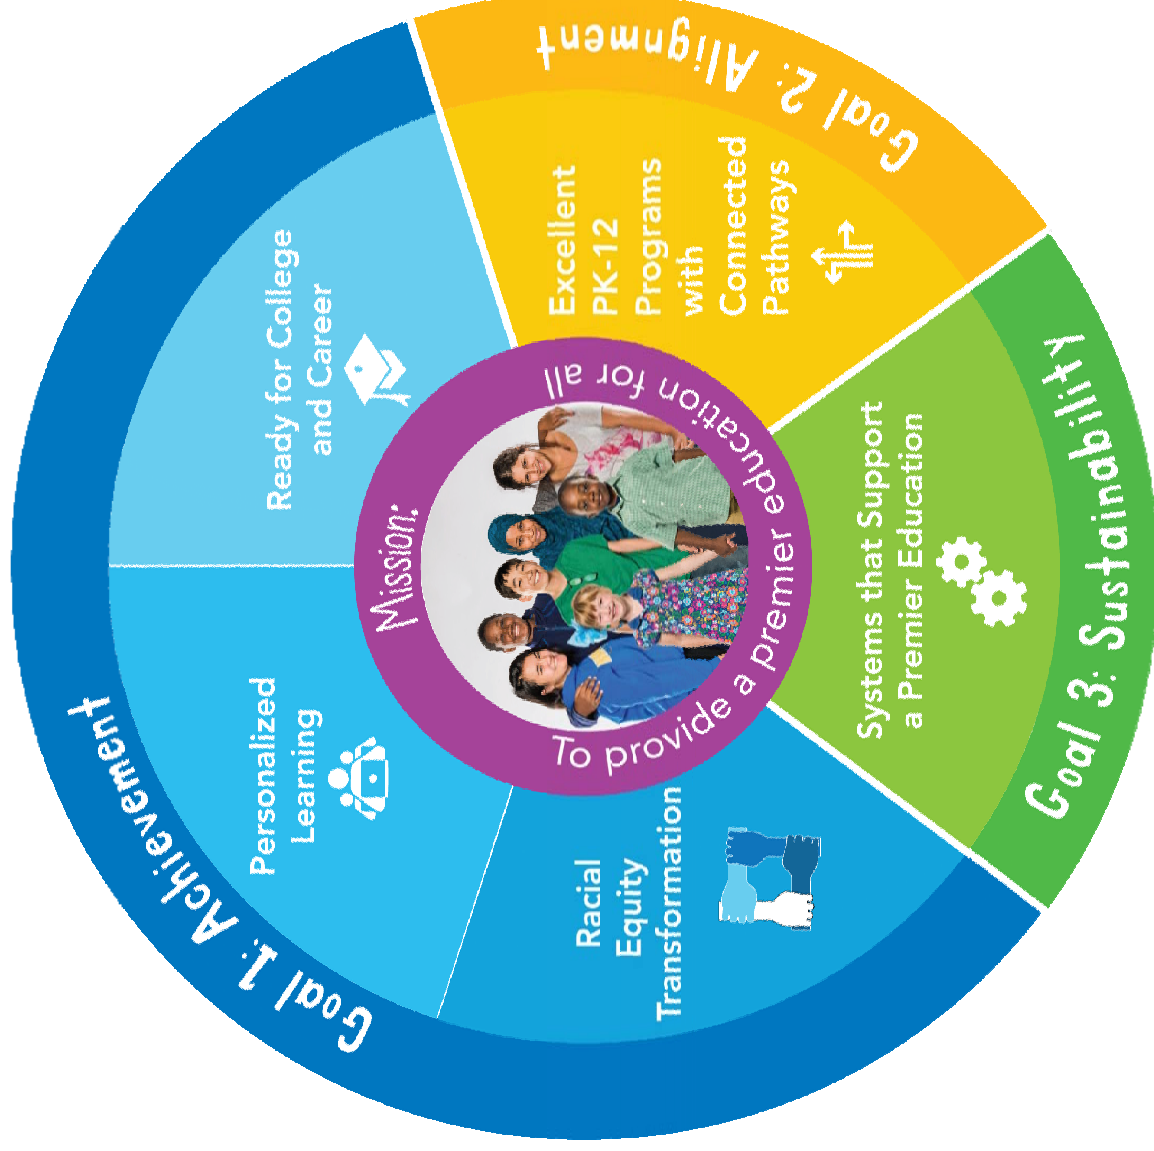 Mission:
To provide a premier education for all
Goal 1: Achievement
Racial
Equity
Transformation
Personalized
Learning
Ready for College
and Career
Goal 2: Alignment
Excellent
PK-12
Programs
with
Connected
Pathways
Goal 3: Sustainability
Systems that Support
a Premier Education